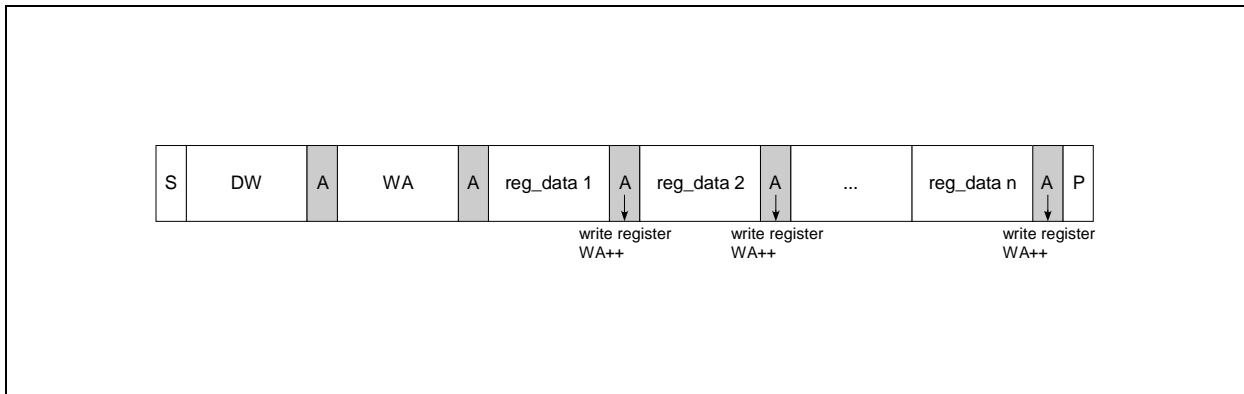 S DW A WA A reg_data 1 A reg_data 2 A ... reg_data n A P
write register write register write register
WA++ WA++ WA++